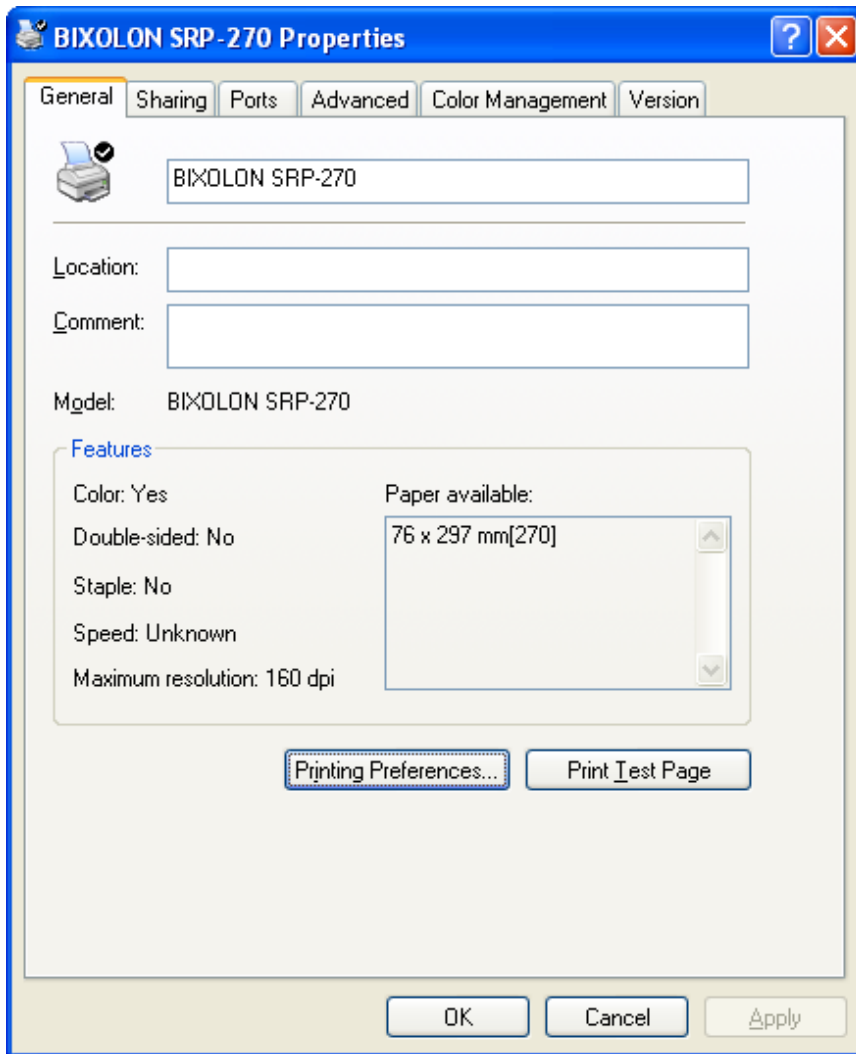 BIXOLON SRP-270 Properties
General Sharing Ports Advanced Color Management Version
BIXOLON SRP-270
Location:
Comment:
Model: BIXOLON SRP-270
Features
Color: Yes
Paper available:
Double-sided: No
76 x 297 mm[270]
Staple: No
Speed: Unknown
Maximum resolution: 160 dpi
Printing Preferences... Print Test Page
OK Cancel Apply